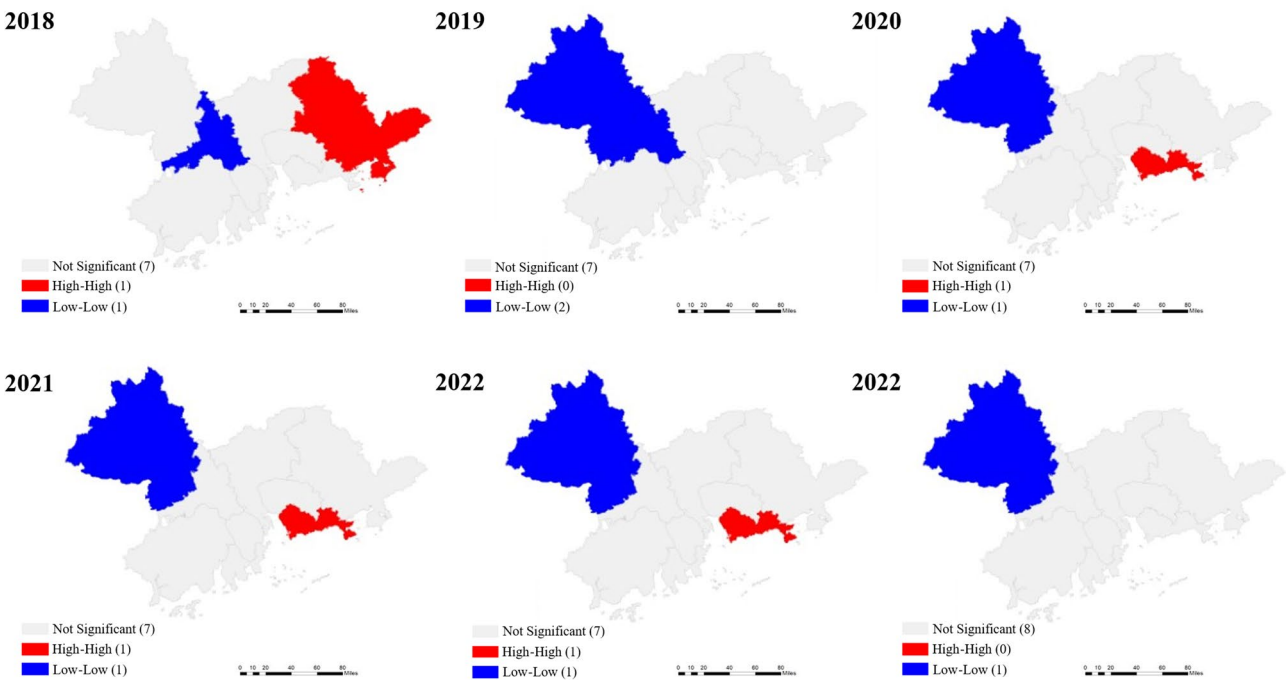 2018
Not Significant (7)
High-High (1)
Low-Low (1)
0 10 20 40 60 80
Miles
2019
Not Significant (7)
High-High (0)
Low-Low (2)
0 10 20 40 60 80
Miles
2020
Not Significant (7)
High-High (1)
Low-Low (1)
0 10 20 40 60 80
Miles
2021
Not Significant (7)
High-High (1)
Low-Low (1)
0 10 20 40 60 80
Miles
2022
Not Significant (7)
High-High (1)
Low-Low (1)
0 10 20 40 60 80
Miles
2022
Not Significant (8)
High-High (0)
Low-Low (1)
0 10 20 40 60 80
Miles